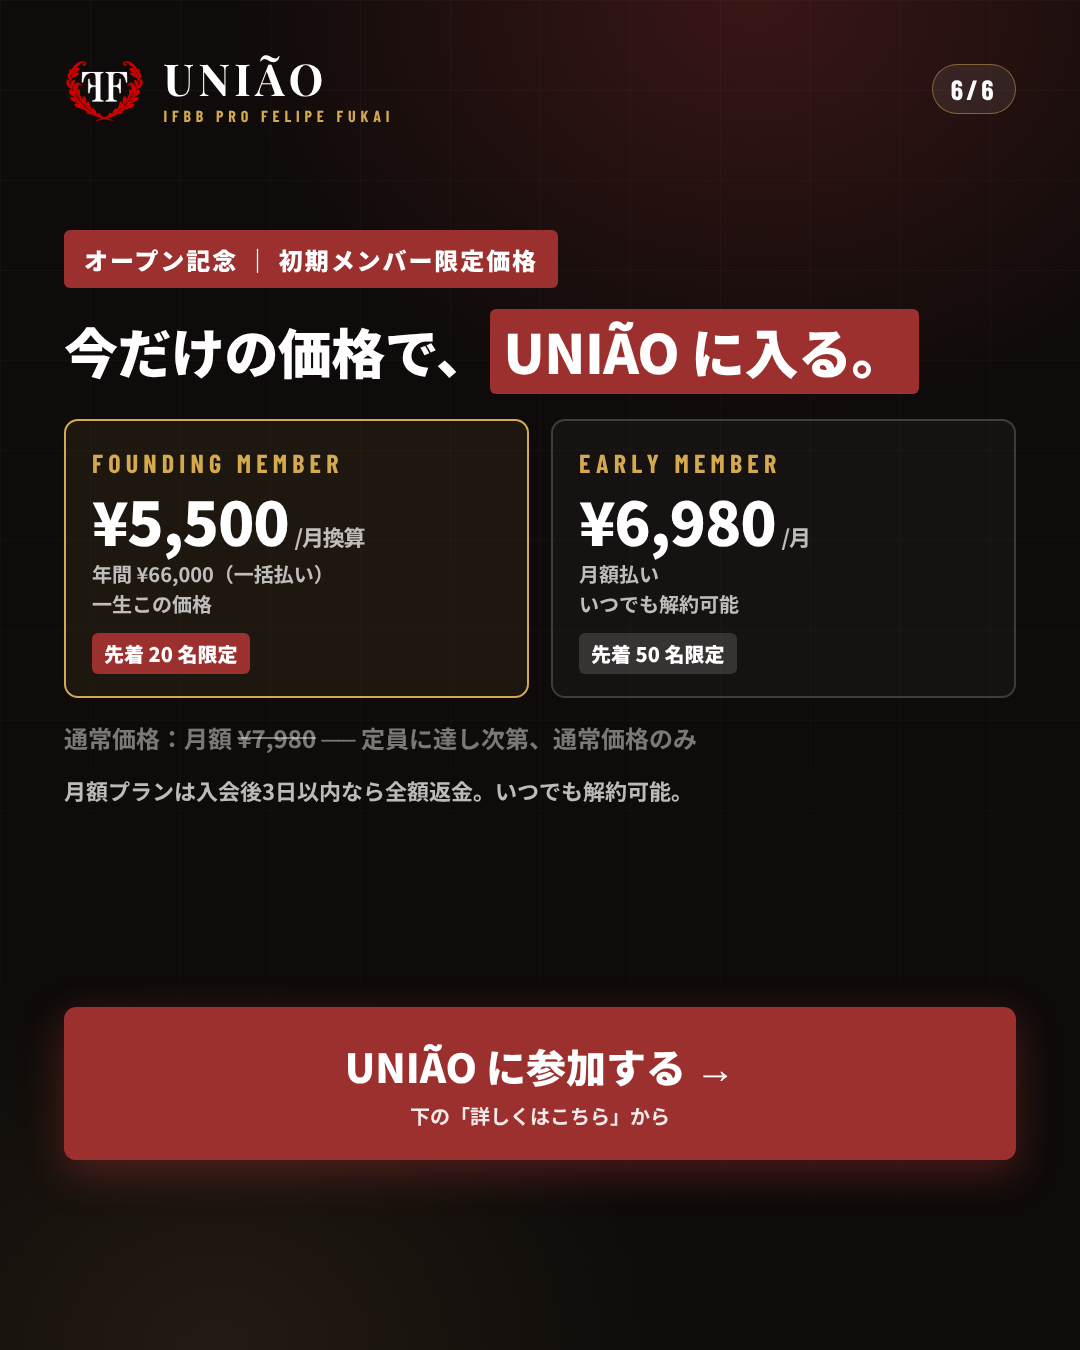 FF
UNIÃO
IFBB PRO FELIPE FUKAI
6/6
オープン記念 ｜ 初期メンバー限定価格
今だけの価格で、UNIÃO に入る。
FOUNDING MEMBER
¥5,500 /月換算
年間 ¥66,000（一括払い）
一生この価格
先着 20 名限定
EARLY MEMBER
¥6,980 /月
月額払い
いつでも解約可能
先着 50 名限定
通常価格：月額 ¥7,980 ── 定員に達し次第、通常価格のみ
月額プランは入会後3日以内なら全額返金。いつでも解約可能。
UNIÃO に参加する →
下の「詳しくはこちら」から